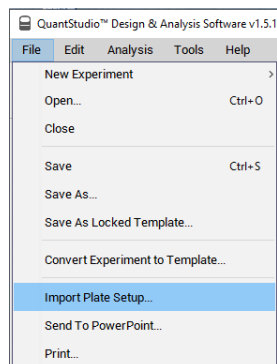 QuantStudio™ Design & Analysis Software v1.5.1
File Edit Analysis Tools Help
New Experiment >
Open... Ctrl+O
Close
Save Ctrl+S
Save As...
Save As Locked Template...
Convert Experiment to Template...
Import Plate Setup...
Send To PowerPoint...
Print...